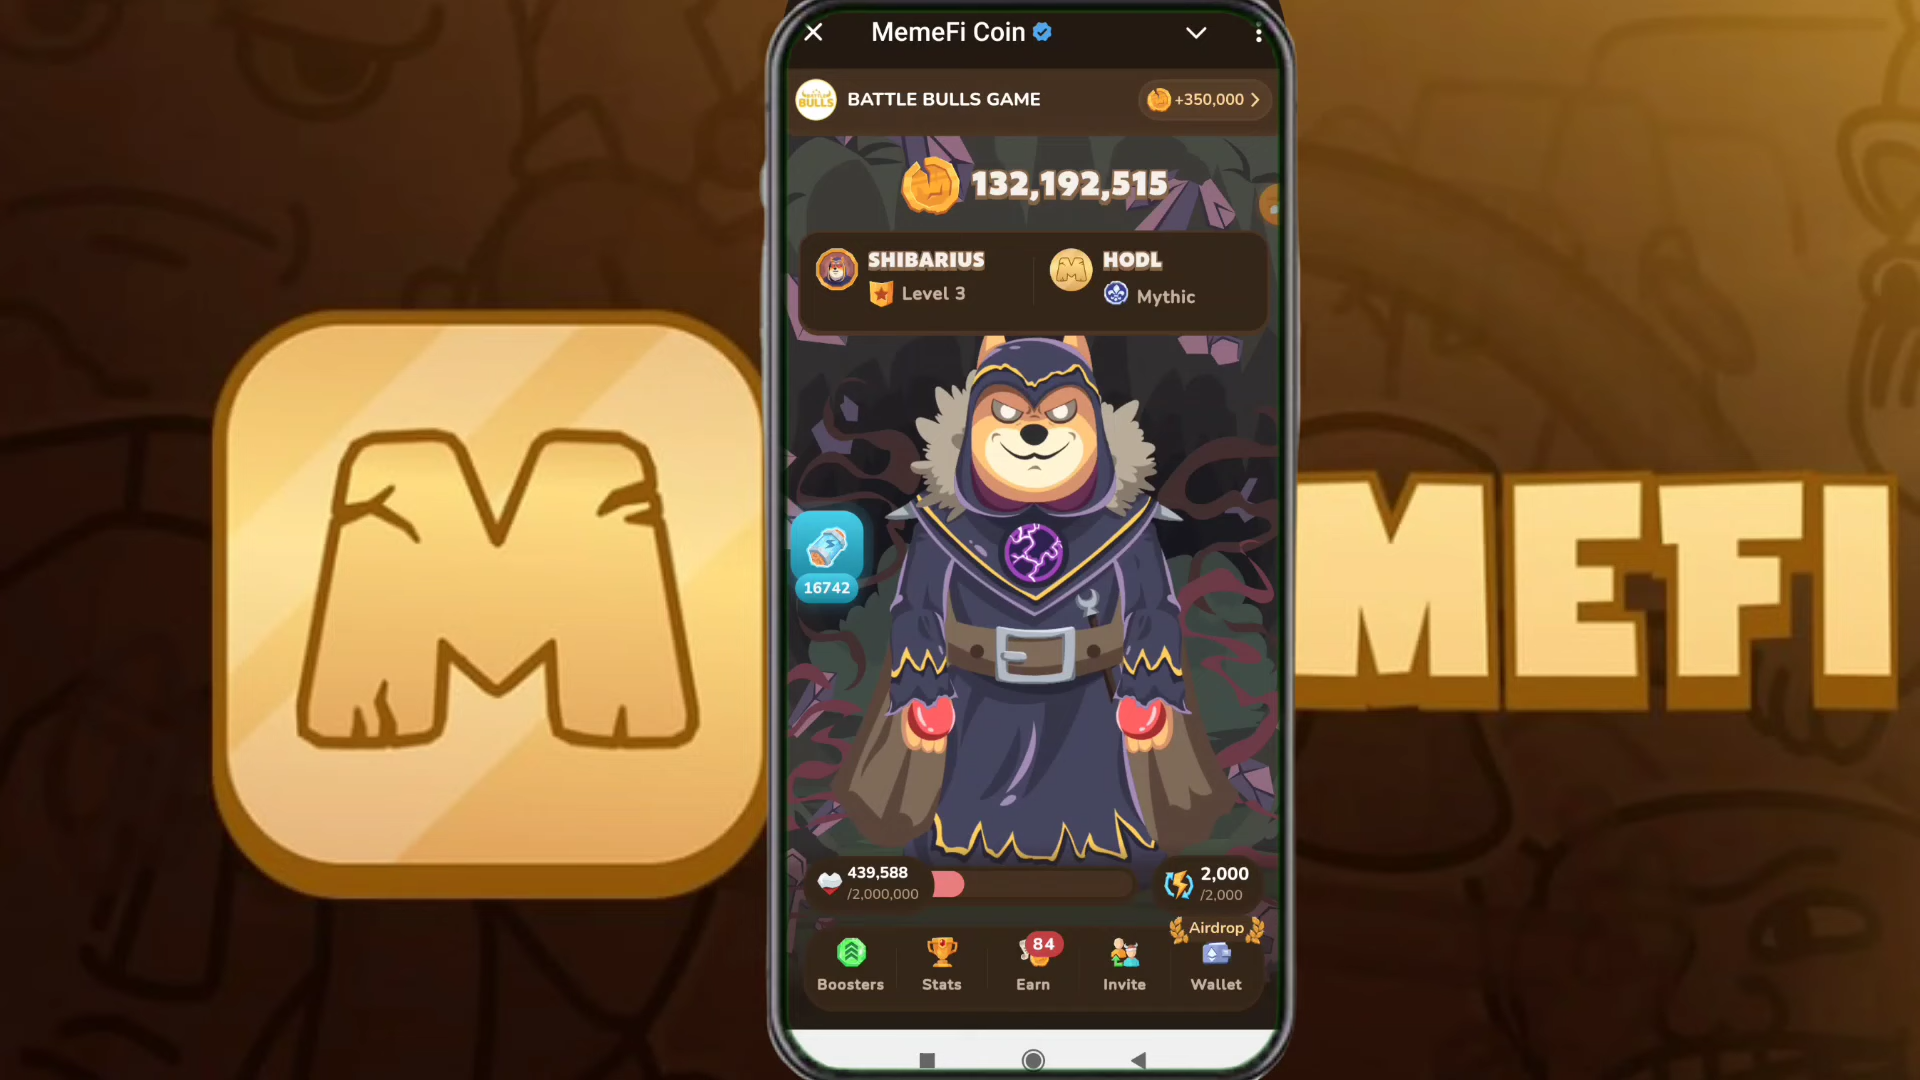 MemeFi Coin
BULLS
BATTLE BULLS GAME
+350,000
132,192,515
SHIBARIUS
Level 3
HODL
Mythic
M
MEFI
16742
439,588
/2,000,000
2,000
/2,000
Airdrop
84
Boosters
Stats
Earn
Invite
Wallet